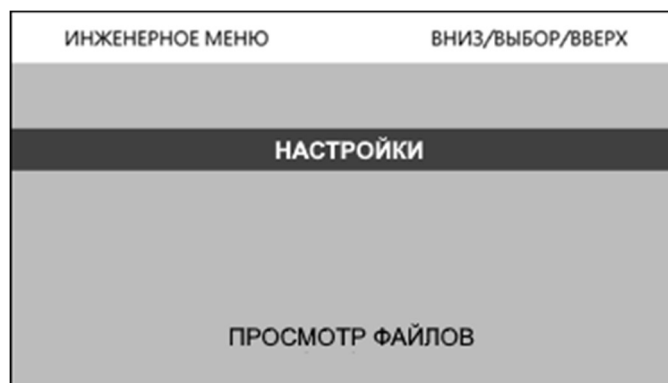 ИНЖЕНЕРНОЕ МЕНЮ ВНИЗ/ВЫБОР/ВВЕРХ
НАСТРОЙКИ
ПРОСМОТР ФАЙЛОВ